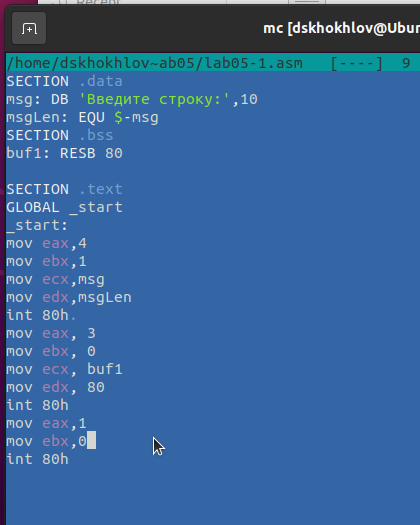 mc [dskhokhlov@Ubun
/home/dskhokhlov~ab05/lab05-1.asm [----] 9
SECTION .data
msg: DB 'Введите строку:',10
msgLen: EQU $-msg
SECTION .bss
buf1: RESB 80
SECTION .text
GLOBAL _start
_start:
mov eax,4
mov ebx,1
mov ecx,msg
mov edx,msgLen
int 80h.
mov eax, 3
mov ebx, 0
mov ecx, buf1
mov edx, 80
int 80h
mov eax,1
mov ebx,0
int 80h